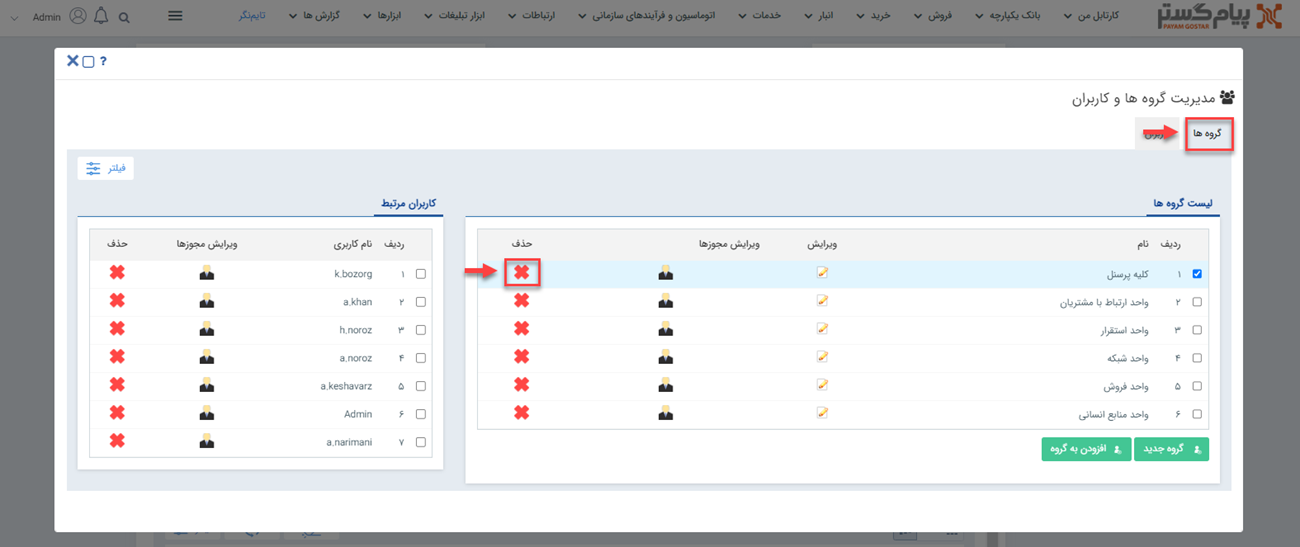 پیام گستر
PAYAM GOSTAR
کارتابل من
بانک یکپارچه
فروش
خرید
انبار
خدمات
اتوماسیون و فرآیندهای سازمانی
ارتباطات
ابزار تبلیغات
ابزارها
گزارش ها
تایم‌نگر
Admin
?
مدیریت گروه ها و کاربران
گروه ها
فیلتر
لیست گروه ها
ردیف نام ویرایش ویرایش مجوزها حذف
۱ کلیه پرسنل
۲ واحد ارتباط با مشتریان
۳ واحد استقرار
۴ واحد شبکه
۵ واحد فروش
۶ واحد منابع انسانی
گروه جدید
افزودن به گروه
کاربران مرتبط
ردیف نام کاربری ویرایش مجوزها حذف
۱ k.bozorg
۲ a.khan
۳ h.noroz
۴ a.noroz
۵ a.keshavarz
۶ Admin
۷ a.narimani